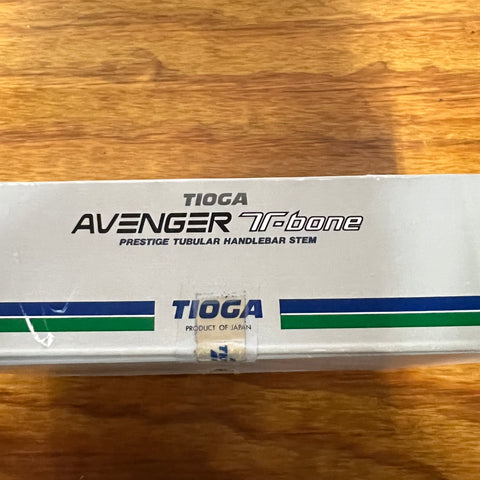 TIOGA
AVENGER T-bone
PRESTIGE TUBULAR HANDLEBAR STEM
TIOGA
PRODUCT OF JAPAN